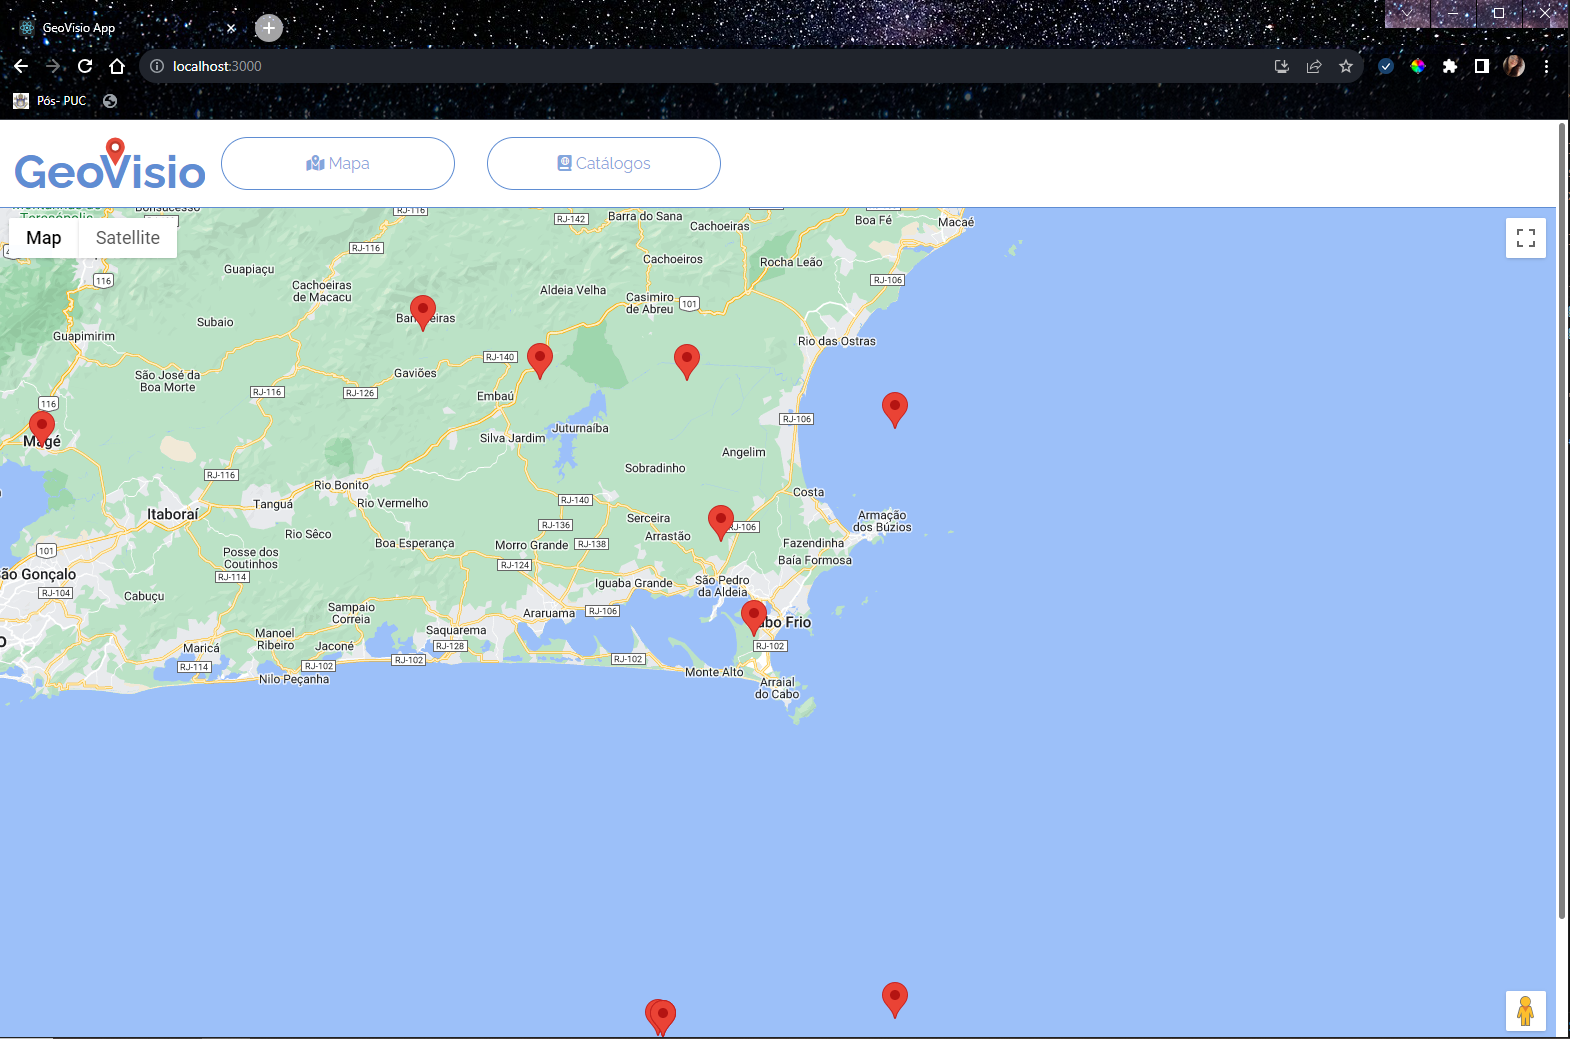 GeoVisio App
localhost:3000
Pós- PUC
GeoVisio
Mapa
Catálogos
Map
Satellite
Teresópolis
Bonsucesso
RJ-116
RJ-142
Barra do Sana
Cachoeiras
Boa Fé
Macaé
RJ-116
116
Guapiaçu
Cachoeiras
de Macacu
Cachoeiros
Rocha Leão
RJ-106
Aldeia Velha
Casimiro
de Abreu
101
Subaio
Guapimirim
Rio das Ostras
RJ-140
Gaviões
São José da
Boa Morte
RJ-116
RJ-126
Embaú
116
Magé
RJ-106
Silva Jardim
Juturnaíba
Angelim
Sobradinho
RJ-116
Rio Bonito
Tanguá
Rio Vermelho
RJ-140
Costa
Itaboraí
Serceira
RJ-136
RJ-106
Armação
dos Búzios
Rio Sêco
Boa Esperança
Morro Grande
RJ-138
Arrastão
Fazendinha
101
Posse dos
Coutinhos
RJ-124
Baía Formosa
São Gonçalo
RJ-114
Iguaba Grande
São Pedro
da Aldeia
RJ-104
Cabuçu
Sampaio
Correia
Araruama
RJ-106
Cabo Frio
Manoel
Ribeiro
Saquarema
Maricá
Jaconé
RJ-128
RJ-102
RJ-114
RJ-102
RJ-102
RJ-102
Nilo Peçanha
Monte Alto
Arraial
do Cabo